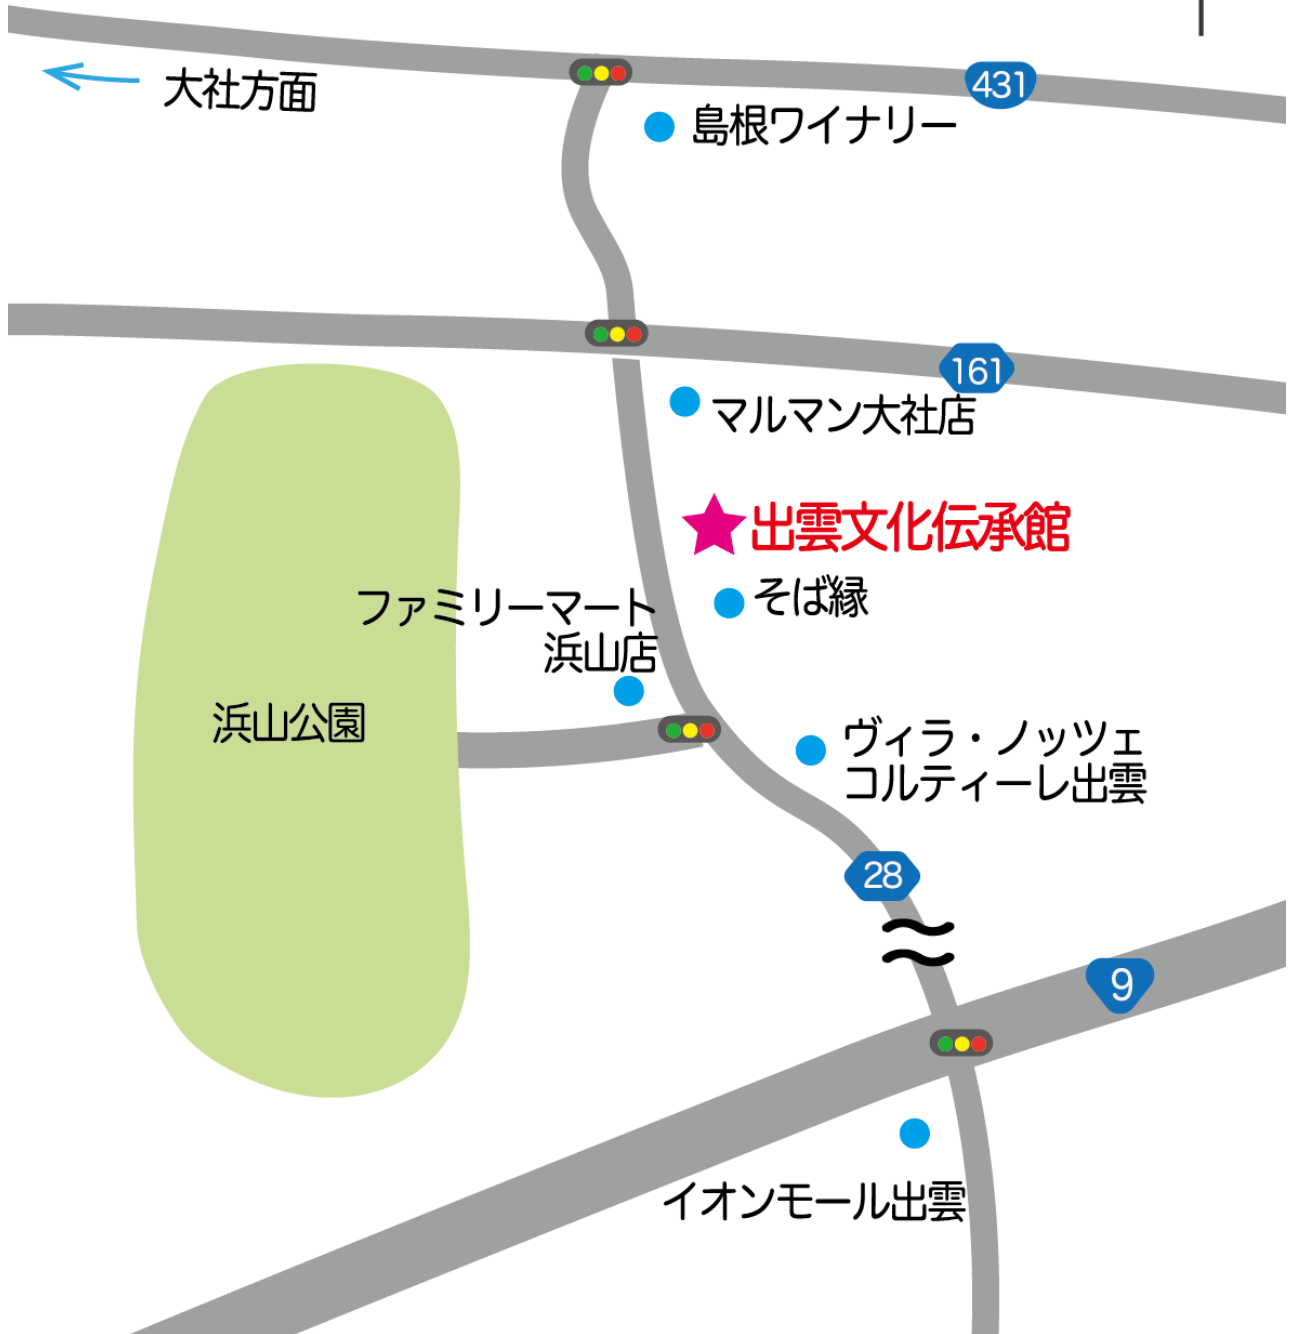 431
大社方面
島根ワイナリー
161
マルマン大社店
出雲文化伝承館
そば縁
ファミリーマート
浜山店
浜山公園
ヴィラ・ノッツェ
コルティーレ出雲
28
9
イオンモール出雲